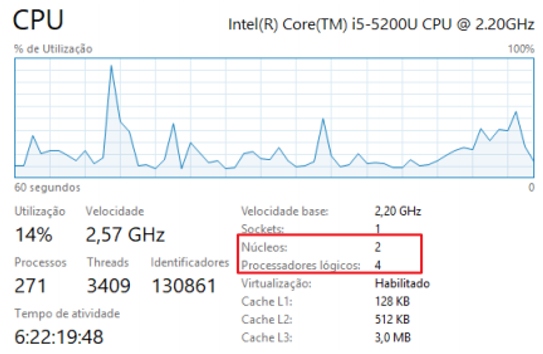 CPU Intel(R) Core(TM) i5-5200U CPU @ 2.20GHz
% de Utilização 100%
60 segundos 0
Utilização Velocidade
14% 2,57 GHz
Processos Threads Identificadores
271 3409 130861
Tempo de atividade
6:22:19:48
Velocidade base: 2,20 GHz
Sockets: 1
Núcleos: 2
Processadores lógicos: 4
Virtualização: Habilitado
Cache L1: 128 KB
Cache L2: 512 KB
Cache L3: 3,0 MB